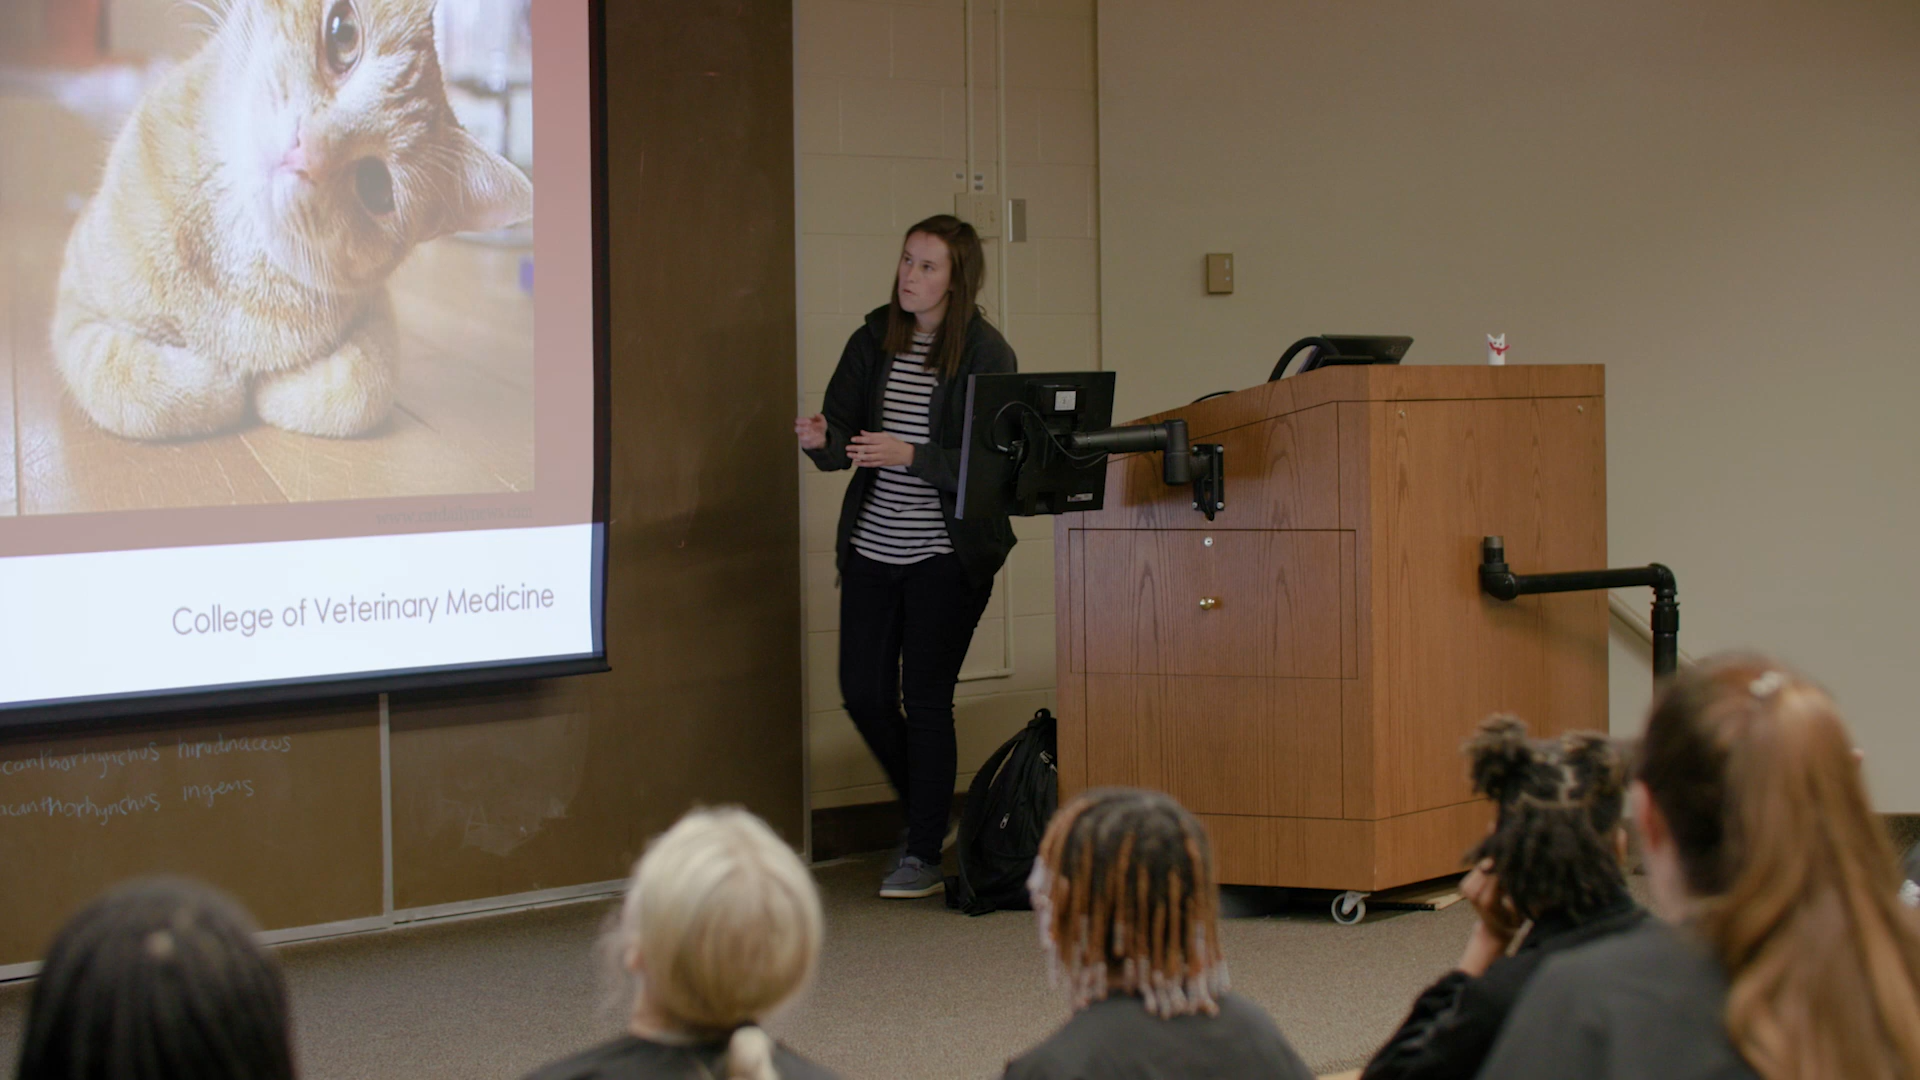 College of Veterinary Medicine
canthorhynchus hirudinaceus
canthorhynchus ingens